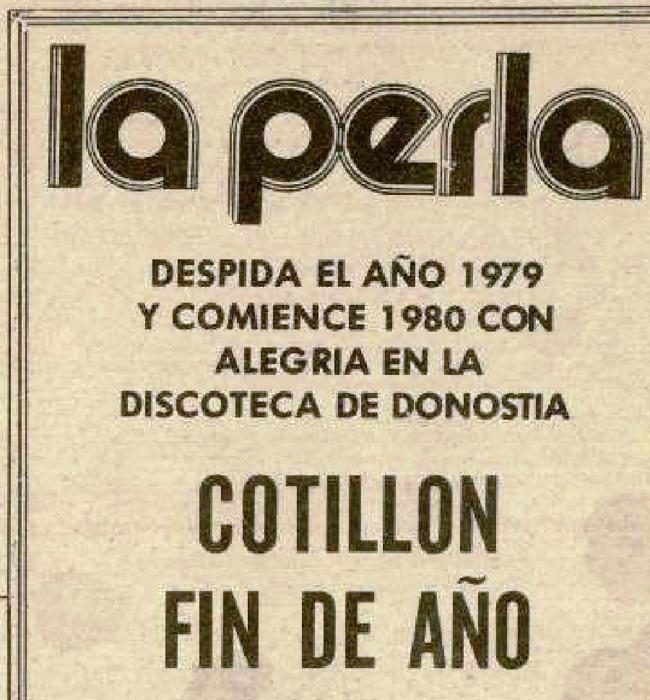 la perla
DESPIDA EL AÑO 1979
Y COMIENCE 1980 CON
ALEGRIA EN LA
DISCOTECA DE DONOSTIA
COTILLON
FIN DE AÑO